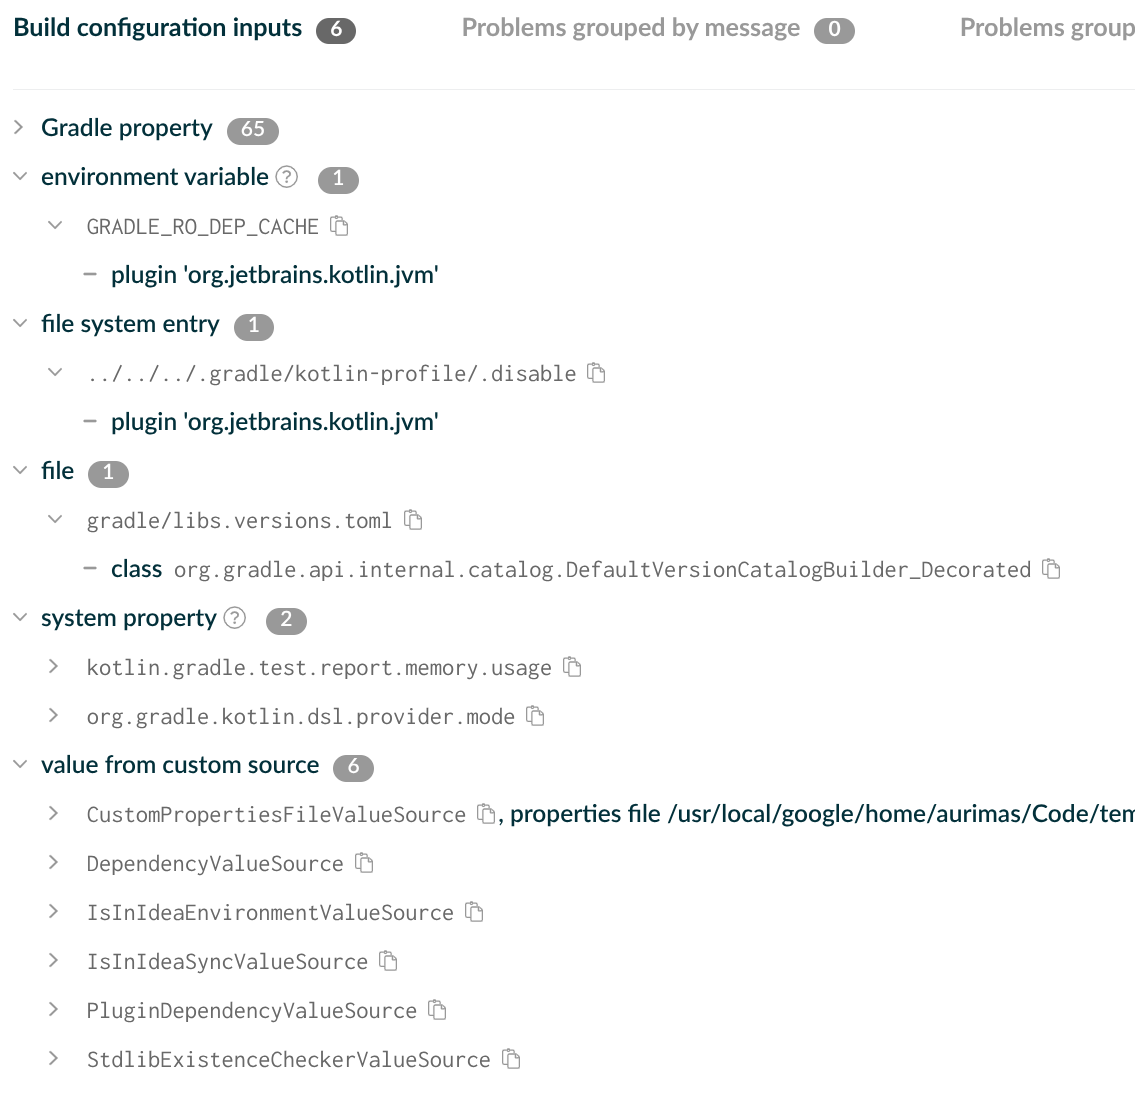 Build configuration inputs 6 Problems grouped by message 0 Problems group
Gradle property 65
environment variable ? 1
GRADLE_RO_DEP_CACHE
– plugin 'org.jetbrains.kotlin.jvm'
file system entry 1
../../../.gradle/kotlin-profile/.disable
– plugin 'org.jetbrains.kotlin.jvm'
file 1
gradle/libs.versions.toml
– class org.gradle.api.internal.catalog.DefaultVersionCatalogBuilder_Decorated
system property ? 2
kotlin.gradle.test.report.memory.usage
org.gradle.kotlin.dsl.provider.mode
value from custom source 6
CustomPropertiesFileValueSource , properties file /usr/local/google/home/aurimas/Code/tem
DependencyValueSource
IsInIdeaEnvironmentValueSource
IsInIdeaSyncValueSource
PluginDependencyValueSource
StdlibExistenceCheckerValueSource